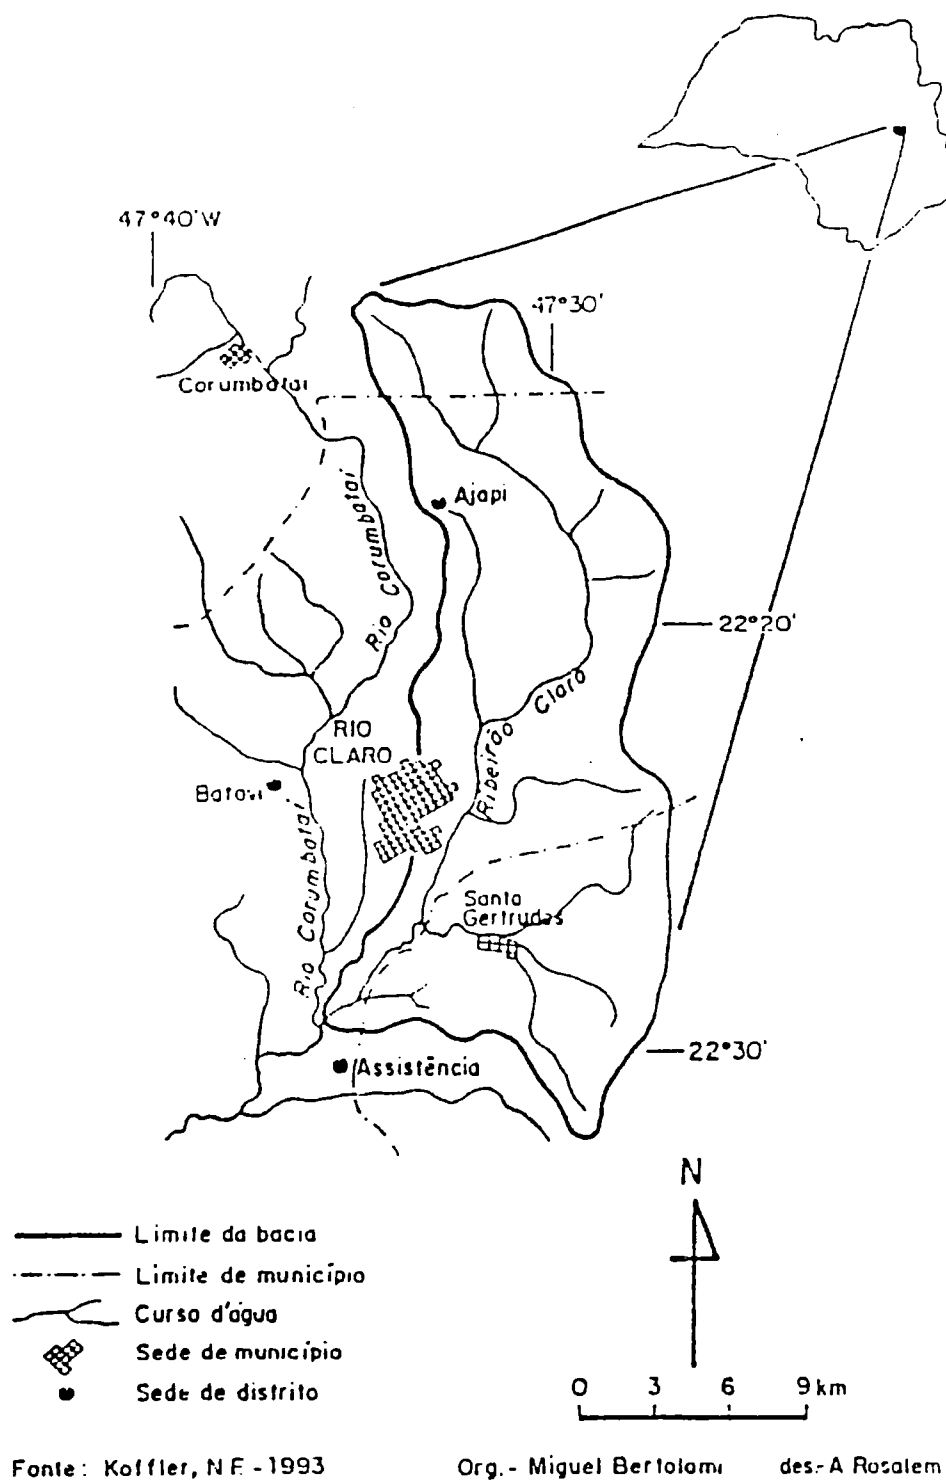 47°40'W
47°30'
Corumbataí
Ajapi
Rio Corumbataí
22°20'
Ribeirão Claro
RIO
CLARO
Batovi
Rio Corumbataí
Santa
Gertrudes
22°30'
Assistência
N
Limite da bacia
Limite de município
Curso d'água
Sede de município
Sede de distrito
0 3 6 9 km
Fonte: Koffler, N F. - 1993 Org. - Miguel Bertolami des.- A Rosalem